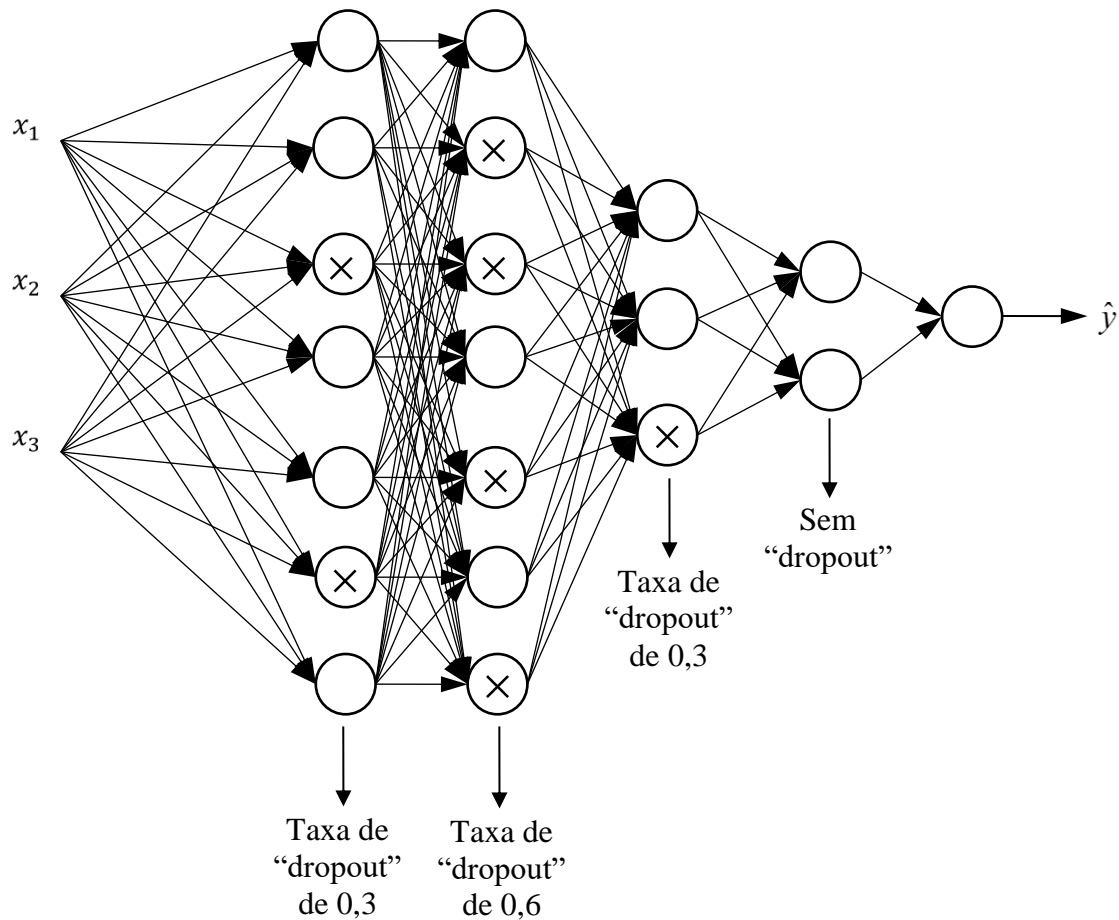 x₁
x₂
x₃
ŷ
Sem
“dropout”
Taxa de
“dropout”
de 0,3
Taxa de
“dropout”
de 0,3
Taxa de
“dropout”
de 0,6